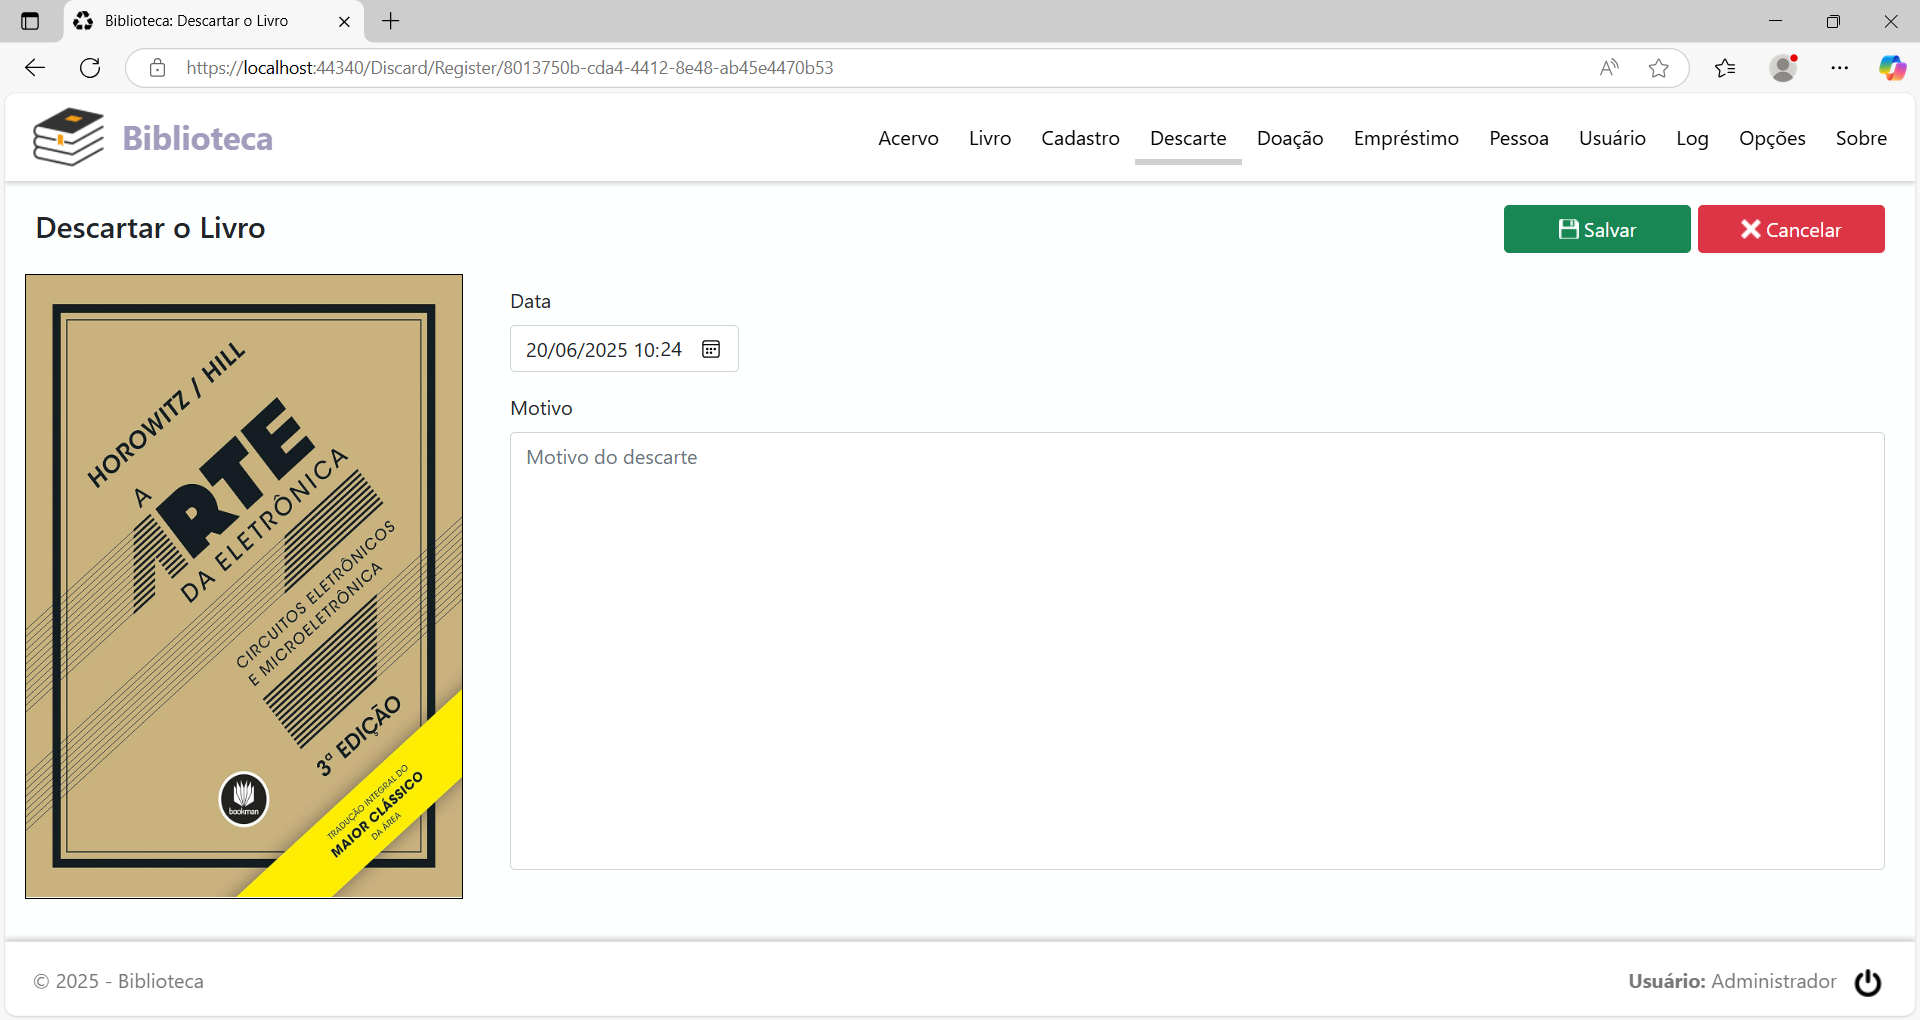 Biblioteca: Descartar o Livro
https://localhost:44340/Discard/Register/8013750b-cda4-4412-8e48-ab45e4470b53
Biblioteca
Acervo Livro Cadastro Descarte Doação Empréstimo Pessoa Usuário Log Opções Sobre
Descartar o Livro
Salvar
Cancelar
HOROWITZ / HILL
A
ARTE
DA ELETRÔNICA
CIRCUITOS ELETRÔNICOS
E MICROELETRÔNICA
3ª EDIÇÃO
bookman
TRADUÇÃO INTEGRAL DO
MAIOR CLÁSSICO
DA ÁREA
Data
20/06/2025 10:24
Motivo
Motivo do descarte
© 2025 - Biblioteca
Usuário: Administrador